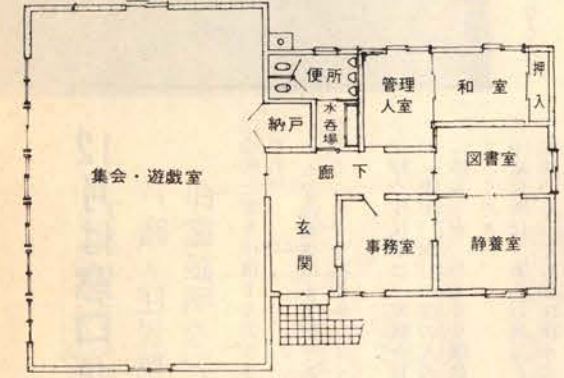 便所
管理
人室
和室
押入
納戸
水呑場
集会・遊戯室
廊下
図書室
玄関
事務室
静養室